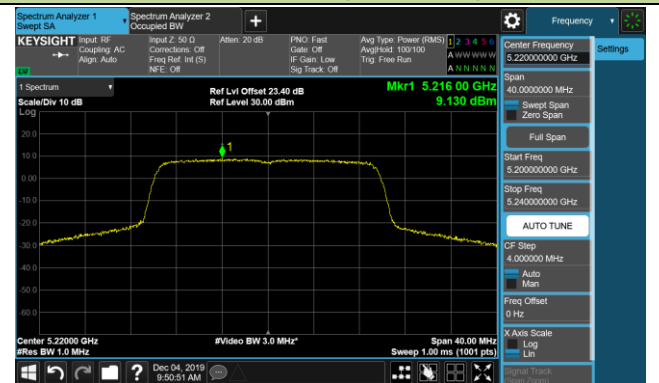 Spectrum Analyzer 1
Swept SA
Spectrum Analyzer 2
Occupied BW
+
Frequency
KEYSIGHT
Input: RF
Coupling: AC
Align: Auto
Input Z: 50 Ω
Corrections: Off
Freq Ref: Int (S)
NFE: Off
Atten: 20 dB
PNO: Fast
Gate: Off
IF Gain: Low
Sig Track: Off
Avg Type: Power (RMS)
Avg|Hold: 100/100
Trig: Free Run
1 2 3 4 5 6
A W W W W W
A N N N N N
LXI
Center Frequency
5.220000000 GHz
Settings
Span
40.0000000 MHz
Swept Span
Zero Span
Full Span
Start Freq
5.200000000 GHz
Stop Freq
5.240000000 GHz
AUTO TUNE
CF Step
4.000000 MHz
Auto
Man
Freq Offset
0 Hz
X Axis Scale
Log
Lin
Signal Track
(Span Zoom)
1 Spectrum
Scale/Div 10 dB
Log
Ref Lvl Offset 23.40 dB
Ref Level 30.00 dBm
Mkr1 5.216 00 GHz
9.130 dBm
1
20.0
10.0
0.00
-10.0
-20.0
-30.0
-40.0
-50.0
-60.0
Center 5.22000 GHz
#Res BW 1.0 MHz
#Video BW 3.0 MHz*
Span 40.00 MHz
Sweep 1.00 ms (1001 pts)
?
Dec 04, 2019
9:50:51 AM